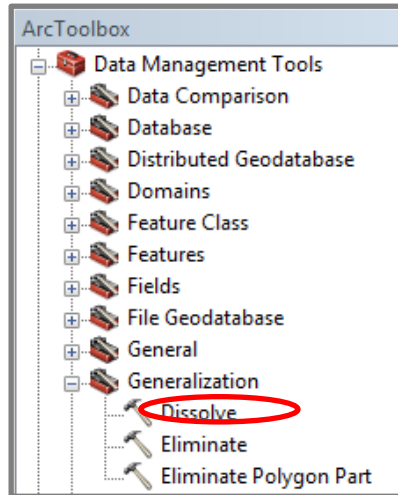 ArcToolbox
Data Management Tools
Data Comparison
Database
Distributed Geodatabase
Domains
Feature Class
Features
Fields
File Geodatabase
General
Generalization
Dissolve
Eliminate
Eliminate Polygon Part